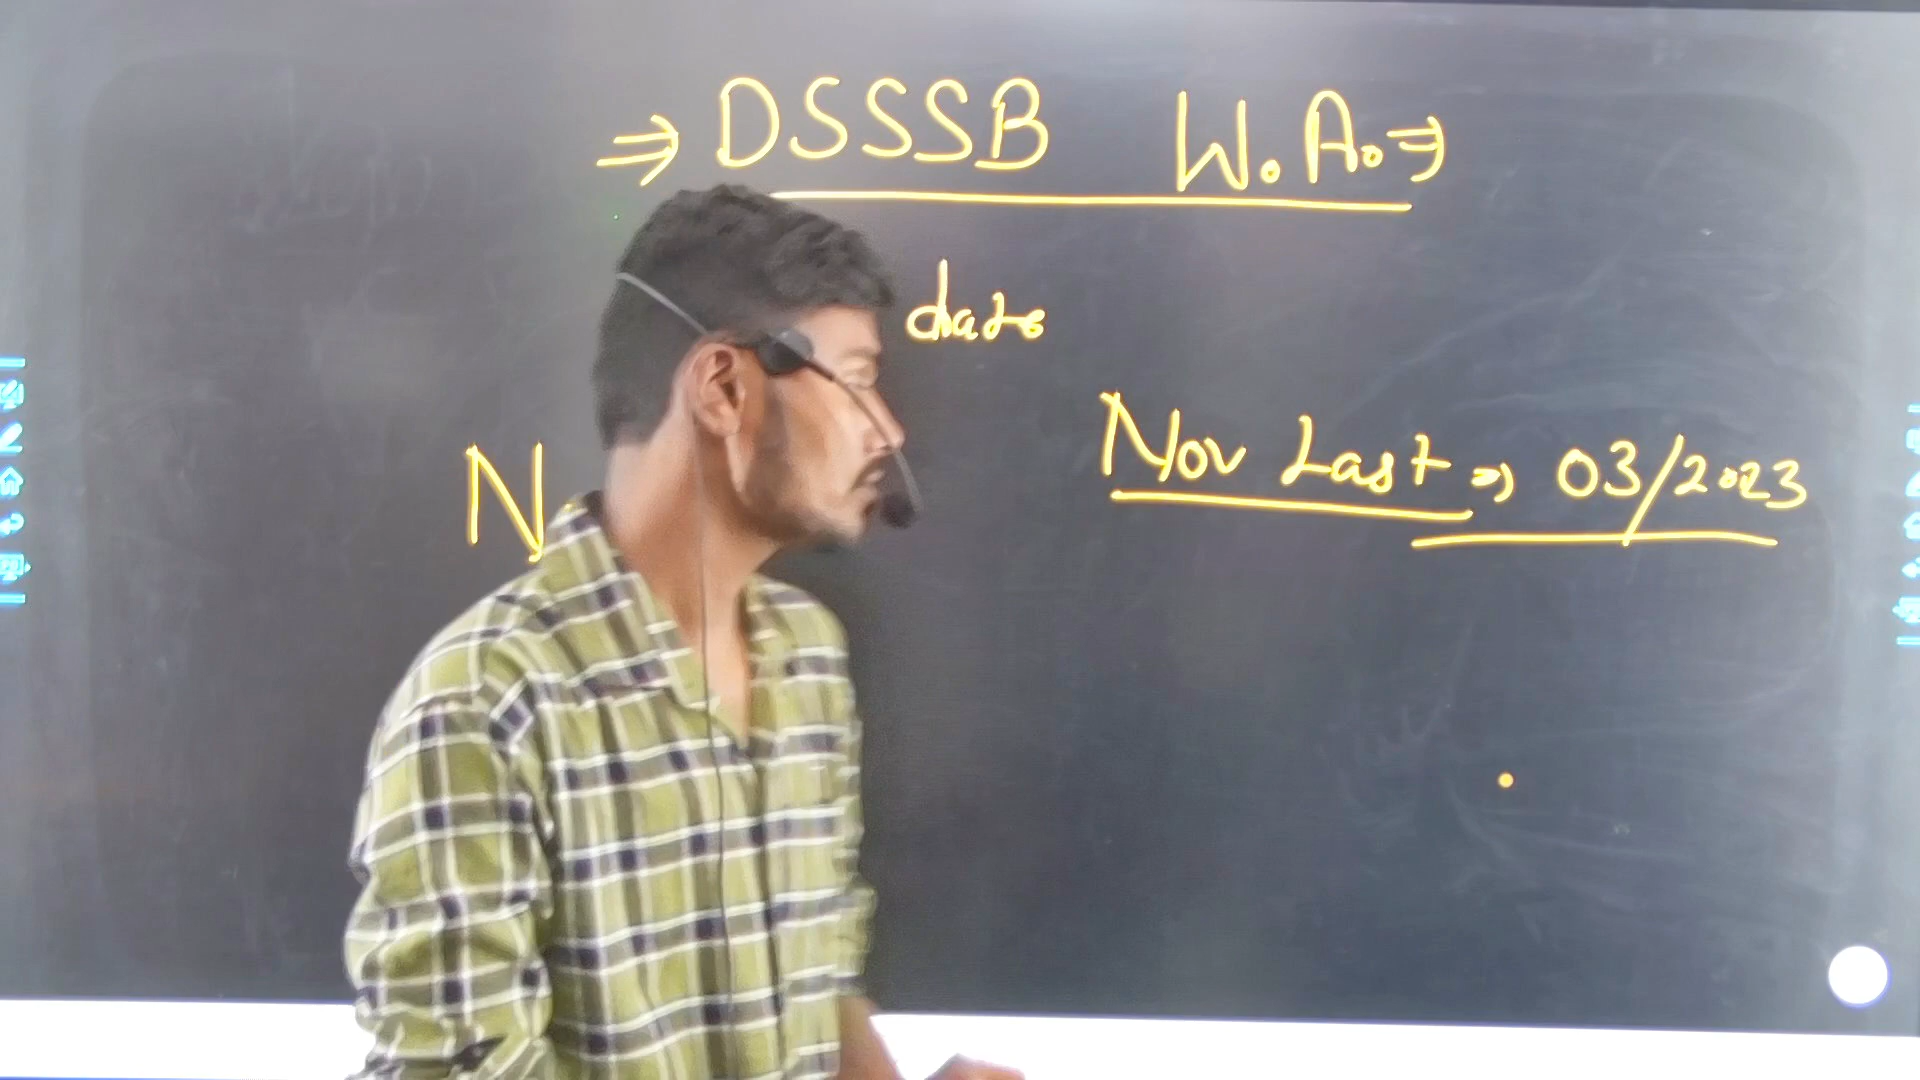 ⇒ DSSSB W.A. ⇒
date
N
Nov Last ⇒ 03/2023